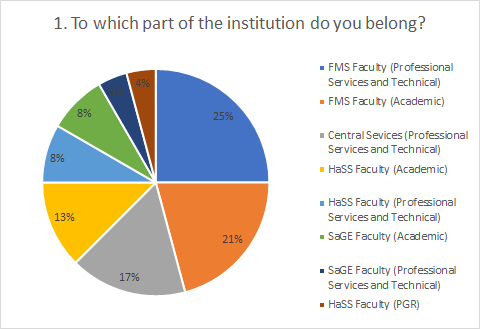 1. To which part of the institution do you belong?
4%
25%
8%
8%
13%
21%
17%
FMS Faculty (Professional
Services and Technical)
FMS Faculty (Academic)
Central Sevices (Professional
Services and Technical)
HaSS Faculty (Academic)
HaSS Faculty (Professional
Services and Technical)
SaGE Faculty (Academic)
SaGE Faculty (Professional
Services and Technical)
HaSS Faculty (PGR)